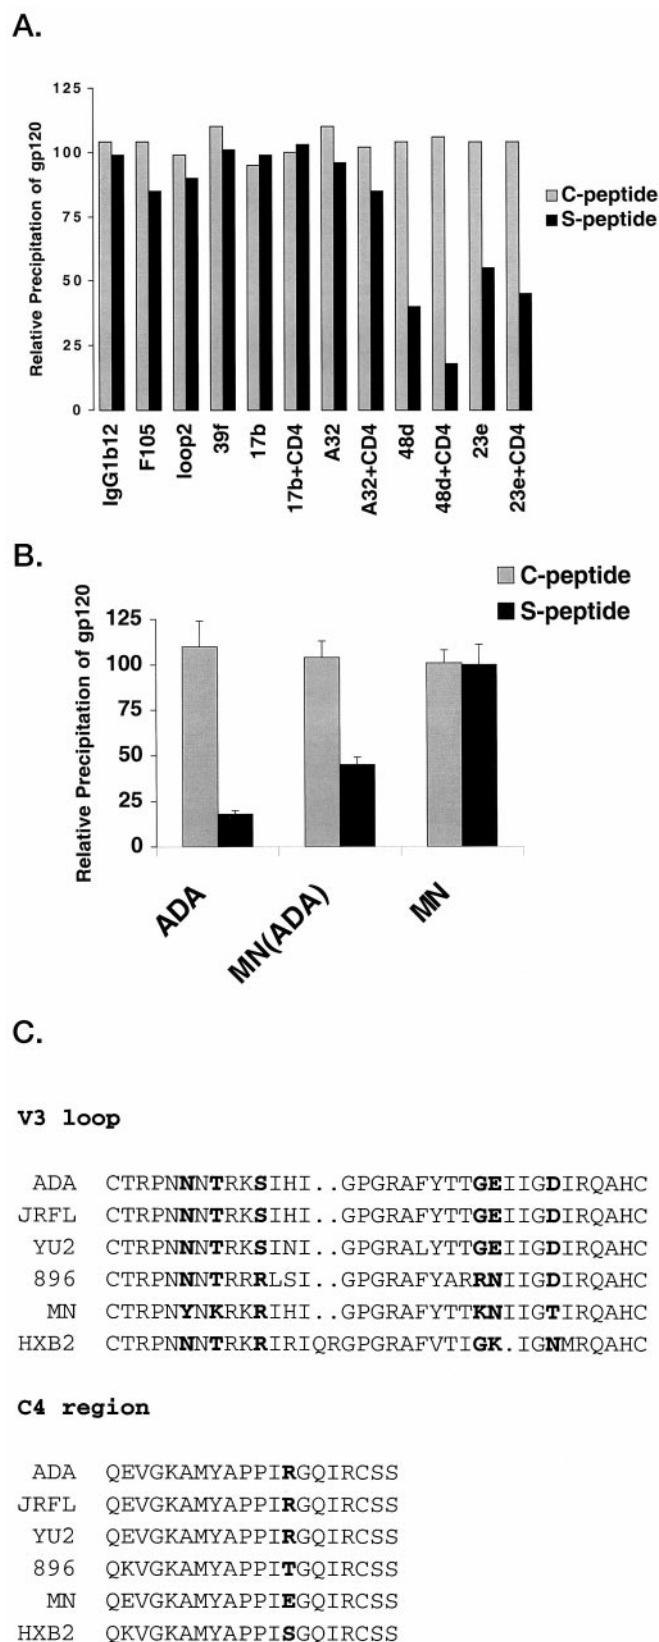 A.
125
100
75
50
25
0
Relative Precipitation of gp120
C-peptide
S-peptide
IgG1b12
F105
loop2
39f
17b
17b+CD4
A32
A32+CD4
48d
48d+CD4
23e
23e+CD4
B.
C-peptide
S-peptide
125
100
75
50
25
0
Relative Precipitation of gp120
ADA
MN(ADA)
MN
C.
V3 loop
ADA CTRPNNNTRKSIHI..GPGRAFYTTGEIIGDIRQAHC
JRFL CTRPNNNTRKSIHI..GPGRAFYTTGEIIGDIRQAHC
YU2 CTRPNNNTRKSINI..GPGRALYTTGEIIGDIRQAHC
896 CTRPNNNTRRRLSI..GPGRAFYARRNIIGDIRQAHC
MN CTRPNYNKRKRIHI..GPGRAFYTTKNIIGTIRQAHC
HXB2 CTRPNNNTRKRIRIQRGPGRAFVTIGK.IGNMRQAHC
C4 region
ADA QEVGKAMYAPPIRGQIRCSS
JRFL QEVGKAMYAPPIRGQIRCSS
YU2 QEVGKAMYAPPIRGQIRCSS
896 QKVGKAMYAPPITGQIRCSS
MN QEVGKAMYAPPIEGQIRCSS
HXB2 QKVGKAMYAPPISGQIRCSS